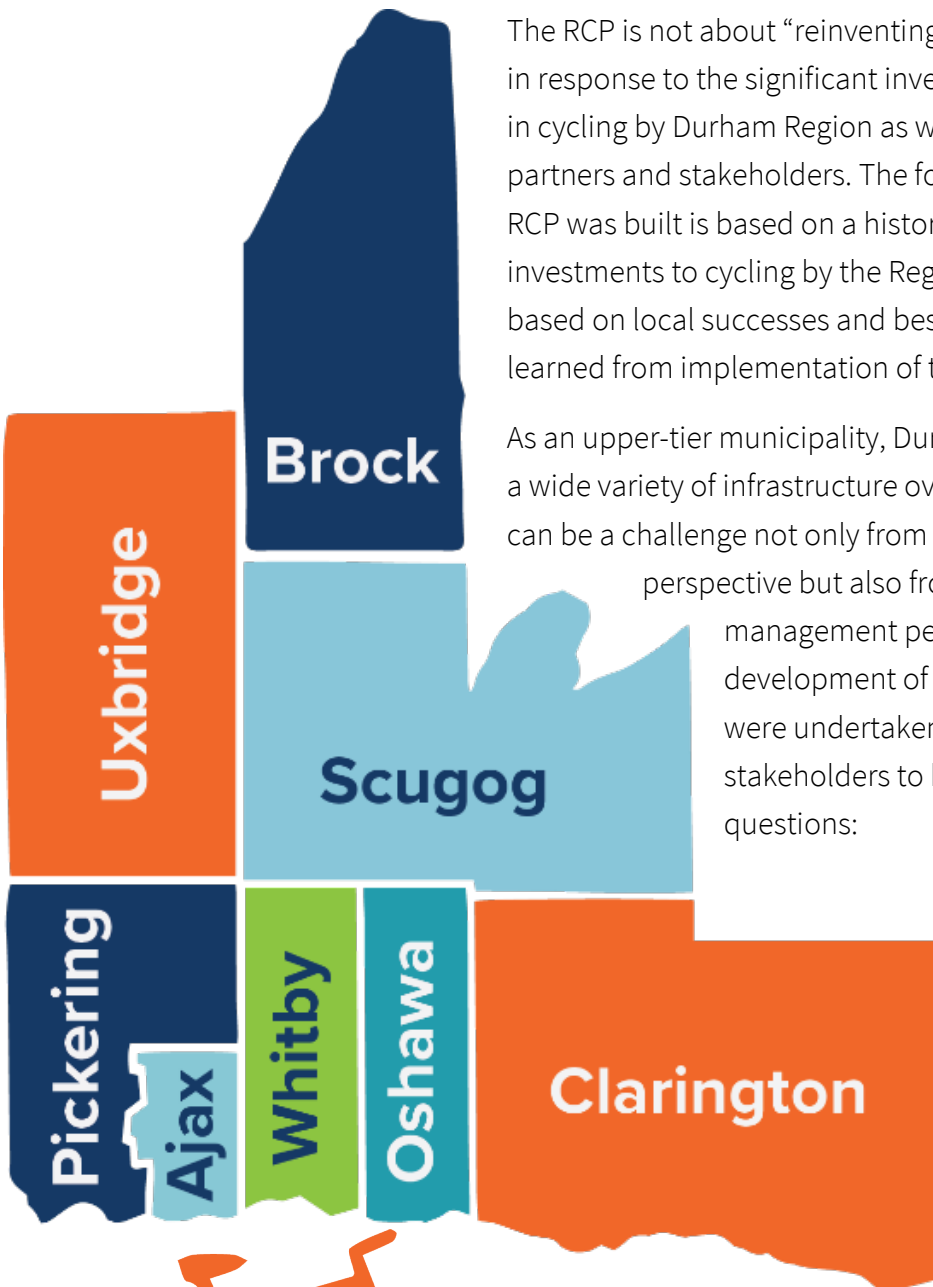 The RCP is not about “reinventing
in response to the significant inve
in cycling by Durham Region as w
partners and stakeholders. The fo
RCP was built is based on a histor
investments to cycling by the Reg
based on local successes and bes
learned from implementation of t
As an upper-tier municipality, Dur
a wide variety of infrastructure ov
can be a challenge not only from
perspective but also fro
management pe
development of
were undertaken
stakeholders to
questions:
Brock
Uxbridge
Scugog
Pickering
Ajax
Whitby
Oshawa
Clarington